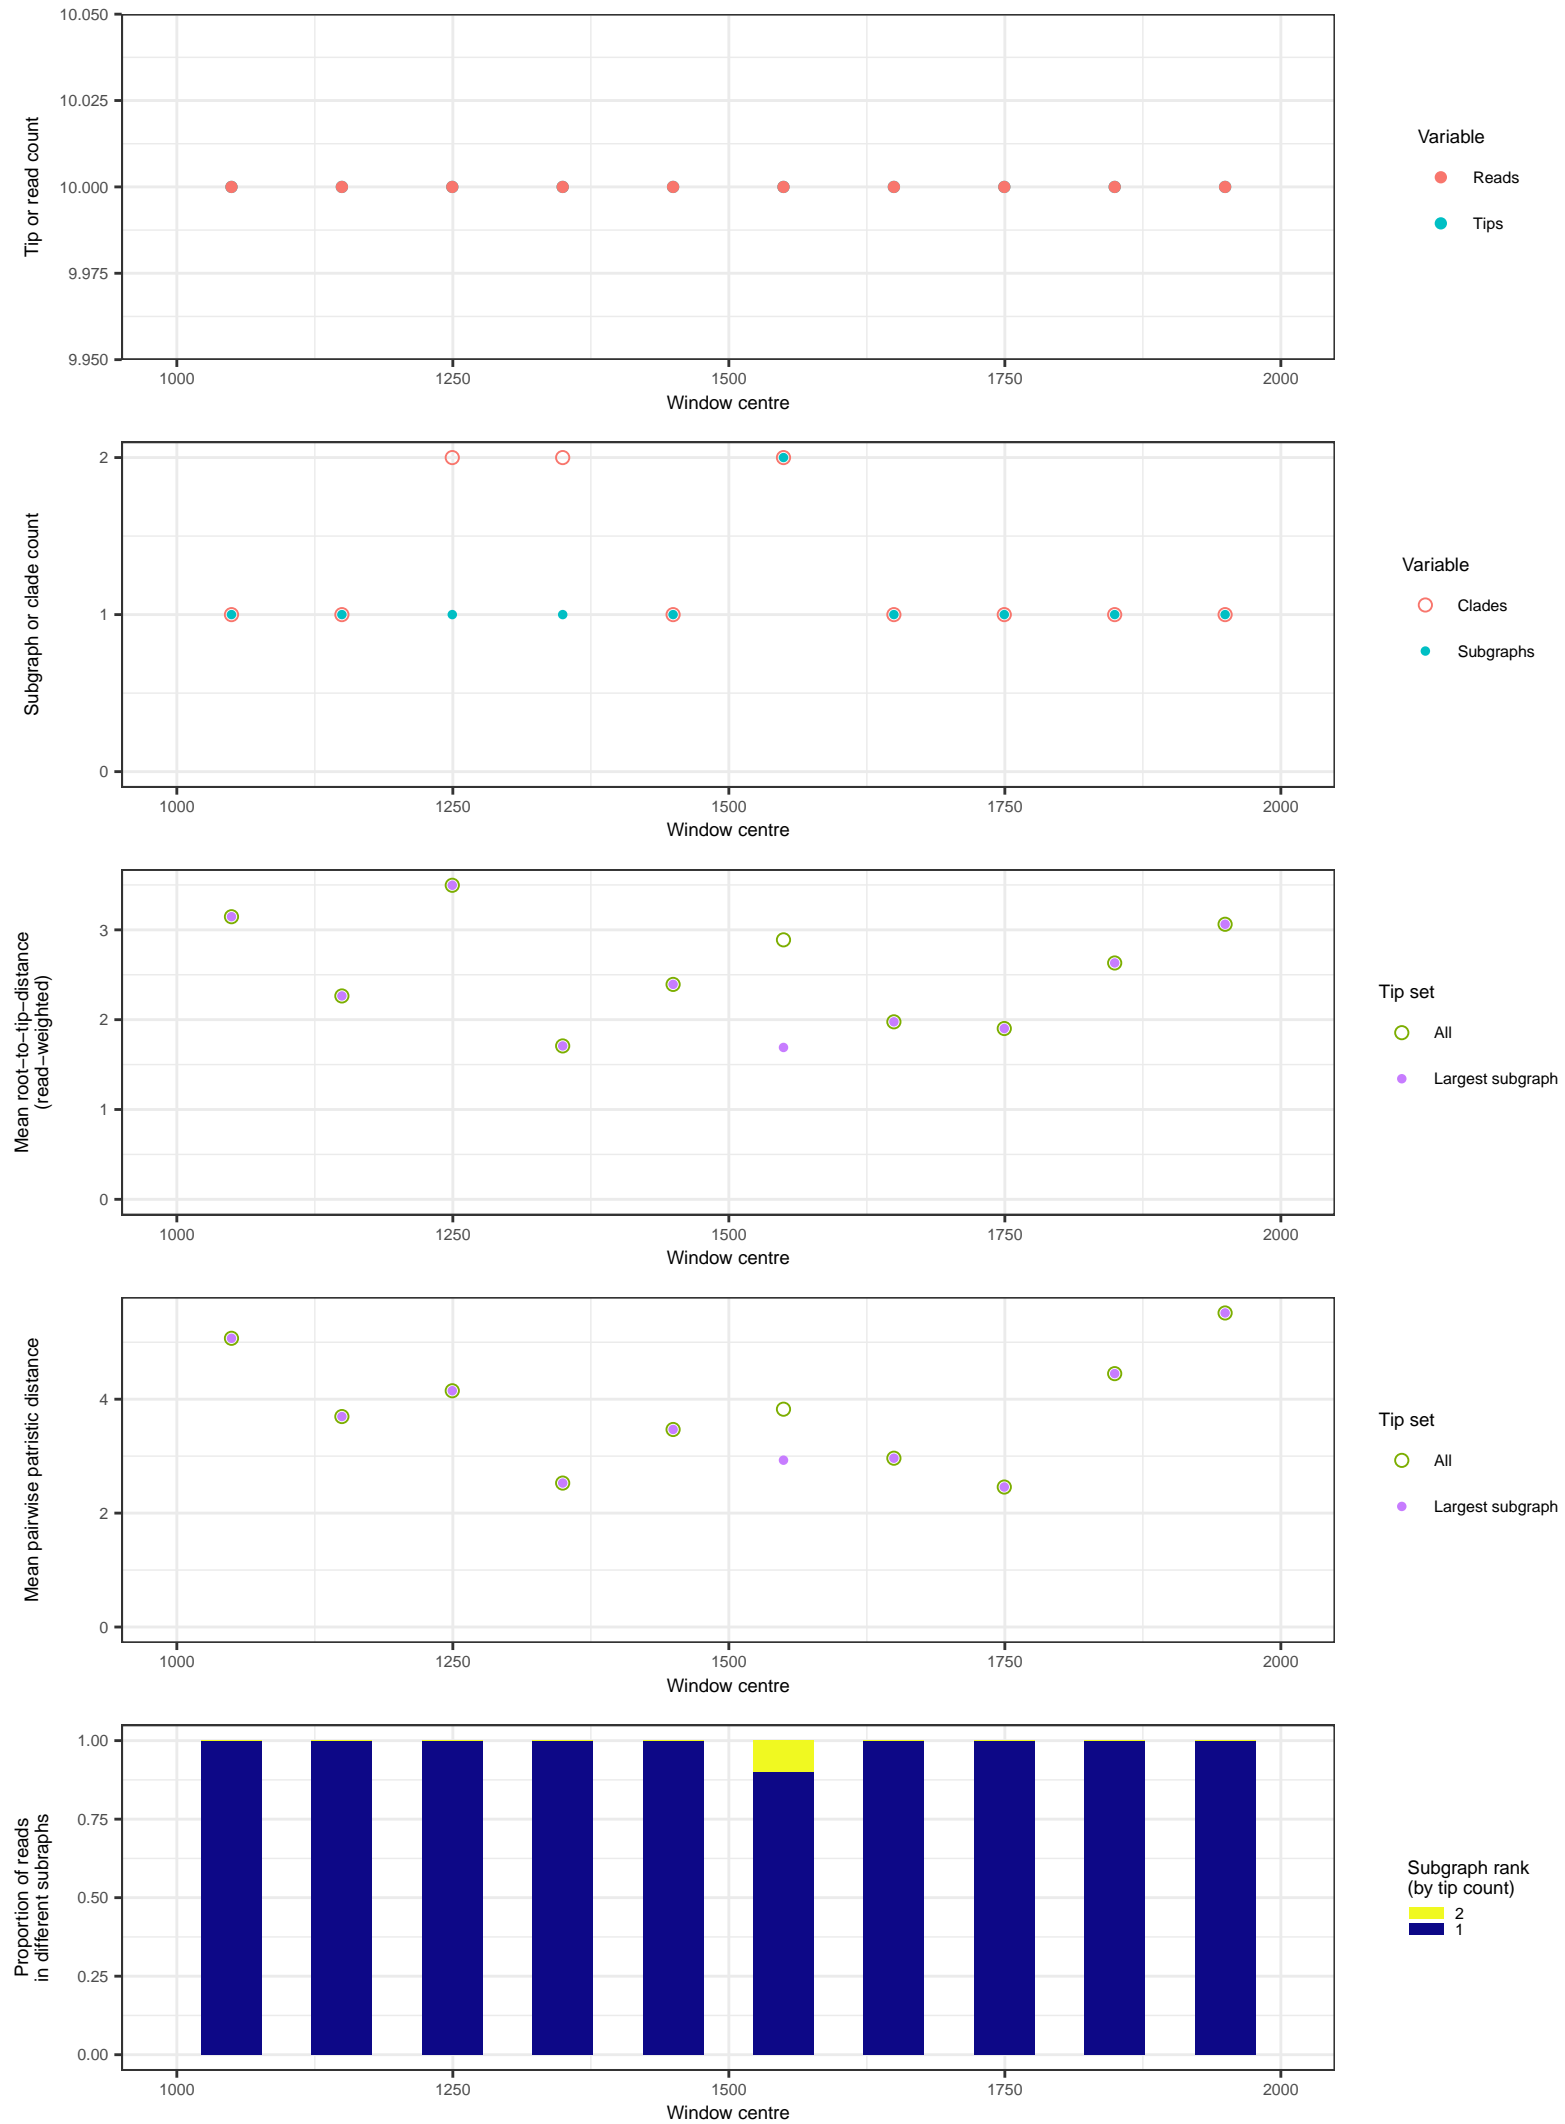 10.050
10.025
10.000
9.975
9.950
Tip or read count
1000 1250 1500 1750 2000
Window centre
Variable
Reads
Tips
2
1
0
Subgraph or clade count
1000 1250 1500 1750 2000
Window centre
Variable
Clades
Subgraphs
3
2
1
0
Mean root−to−tip−distance
(read−weighted)
1000 1250 1500 1750 2000
Window centre
Tip set
All
Largest subgraph
4
2
0
Mean pairwise patristic distance
1000 1250 1500 1750 2000
Window centre
Tip set
All
Largest subgraph
1.00
0.75
0.50
0.25
0.00
Proportion of reads
in different subraphs
1000 1250 1500 1750 2000
Window centre
Subgraph rank
(by tip count)
2
1